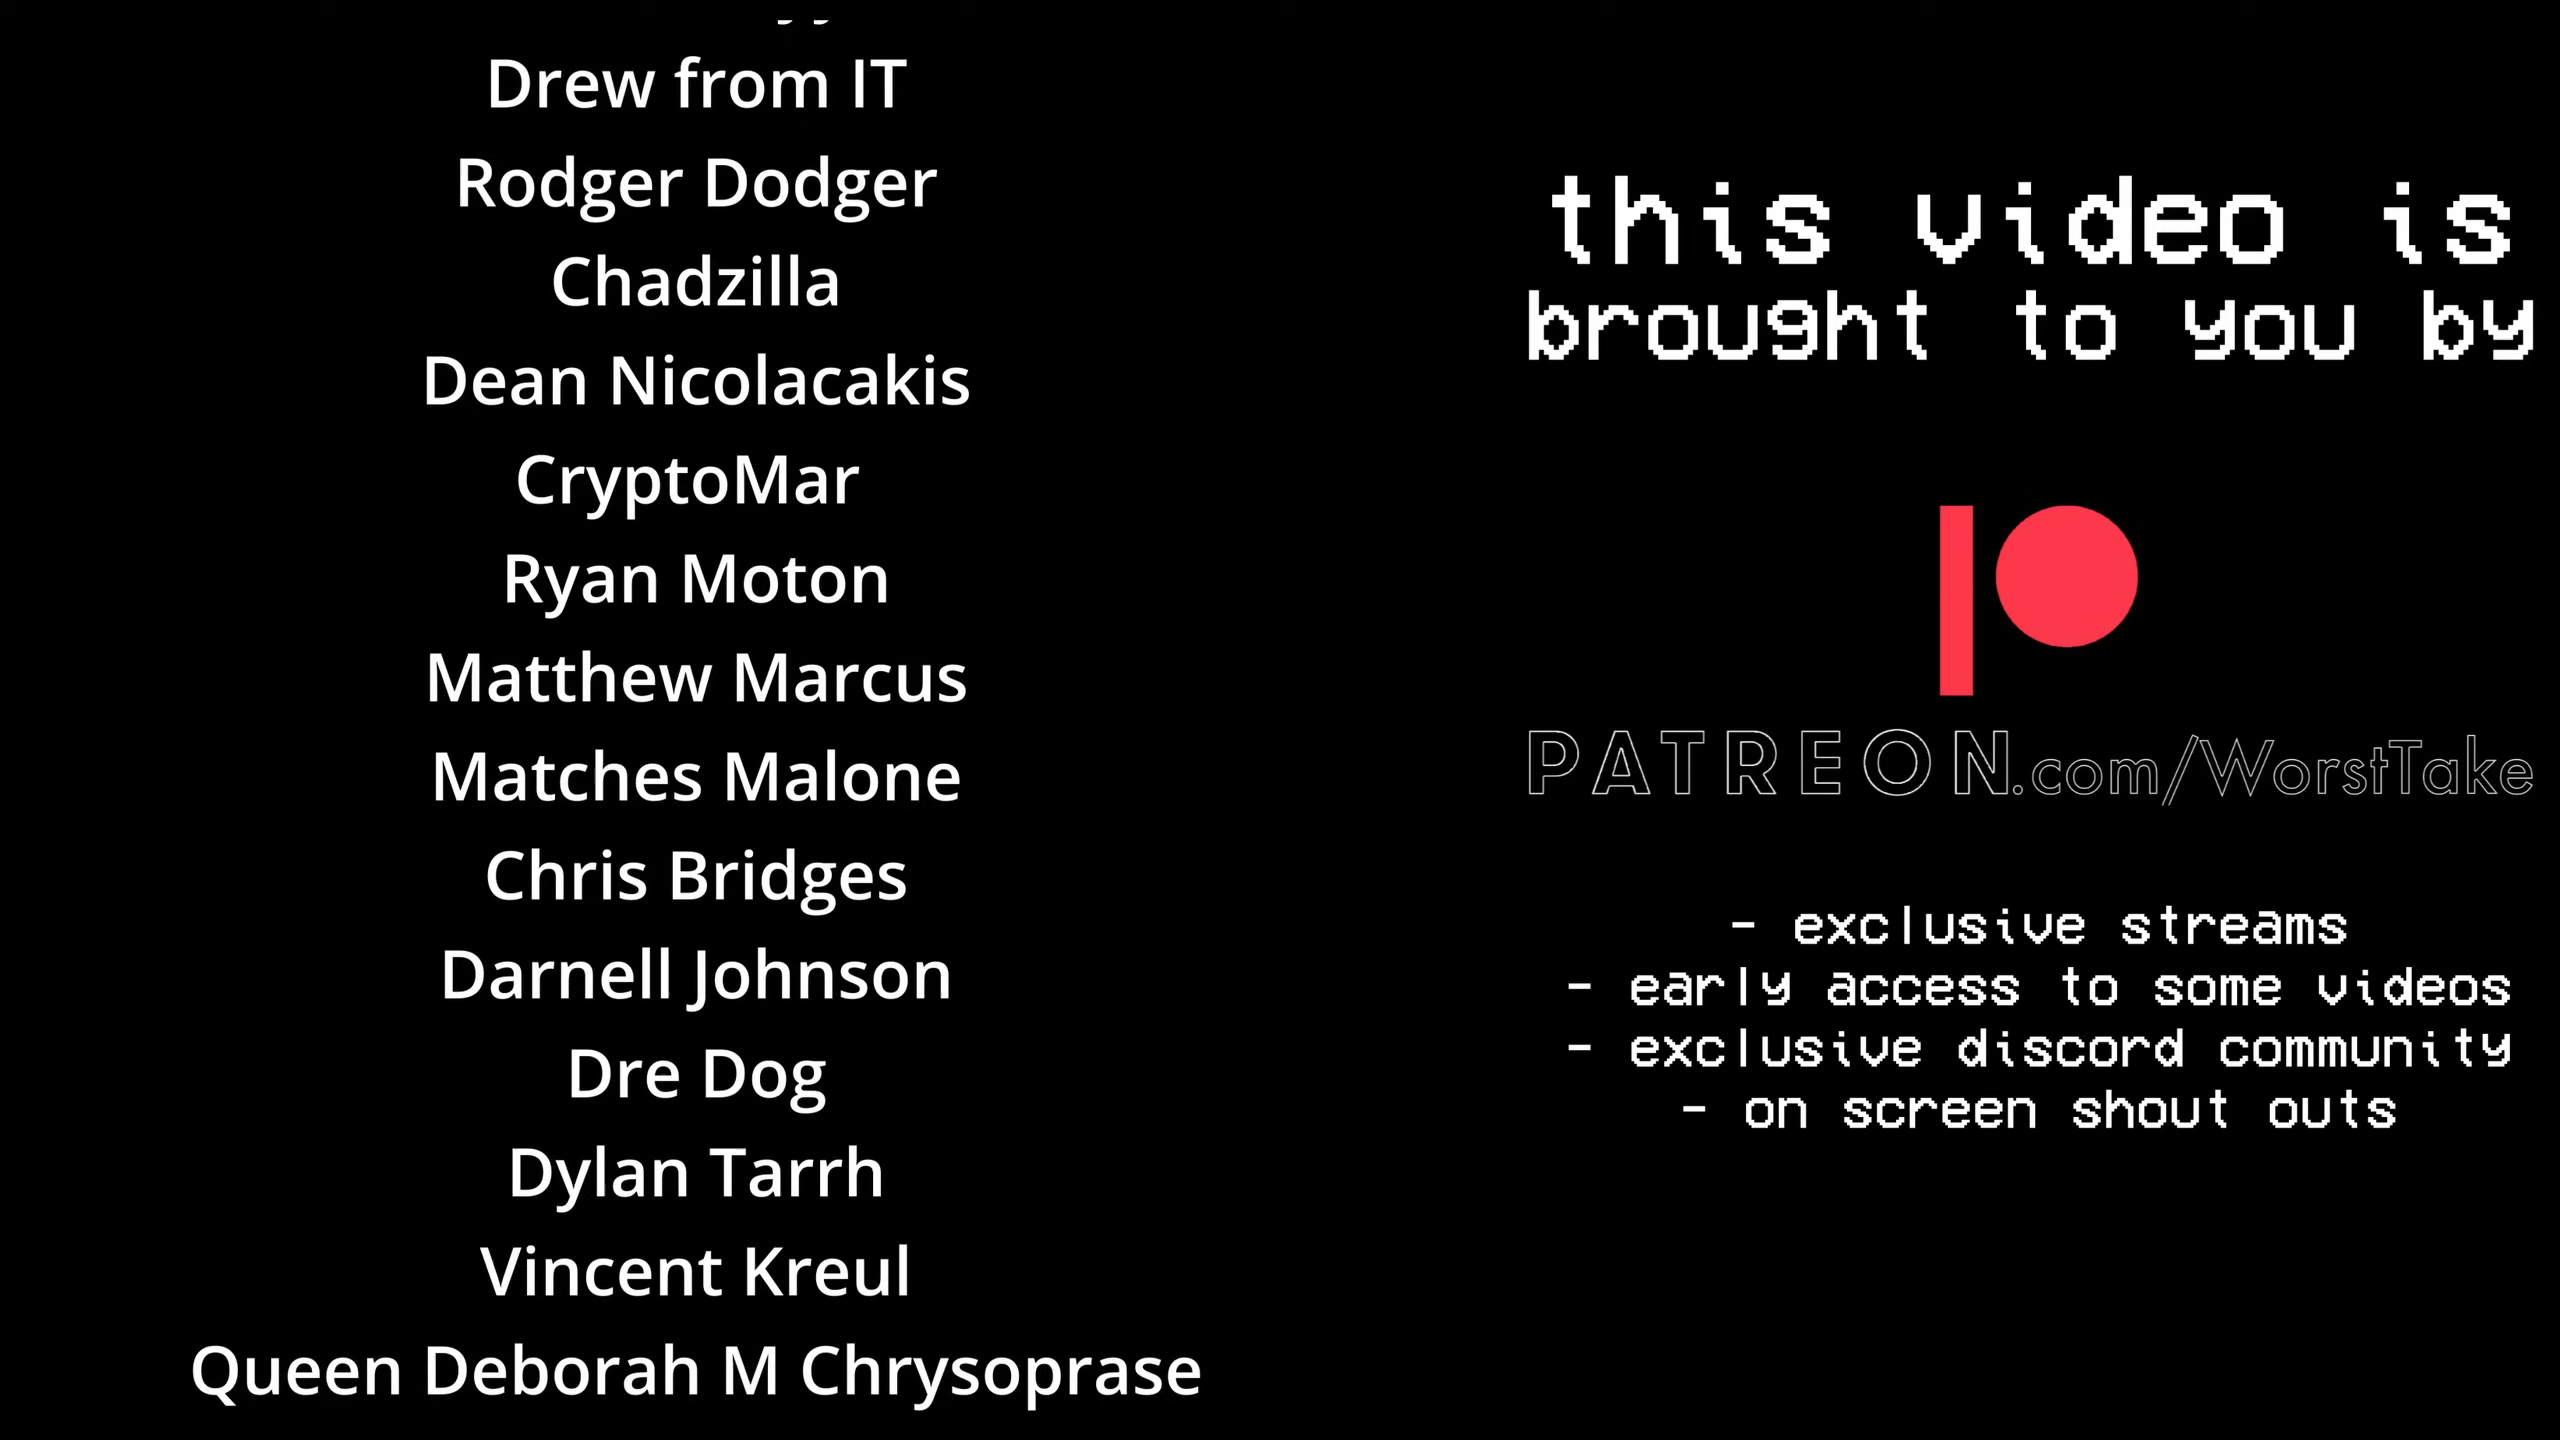 Drew from IT
Rodger Dodger
Chadzilla
Dean Nicolacakis
CryptoMar
Ryan Moton
Matthew Marcus
Matches Malone
Chris Bridges
Darnell Johnson
Dre Dog
Dylan Tarrh
Vincent Kreul
Queen Deborah M Chrysoprase
this video is
brought to you by
PATREON.com/WorstTake
- exclusive streams
- early access to some videos
- exclusive discord community
- on screen shout outs